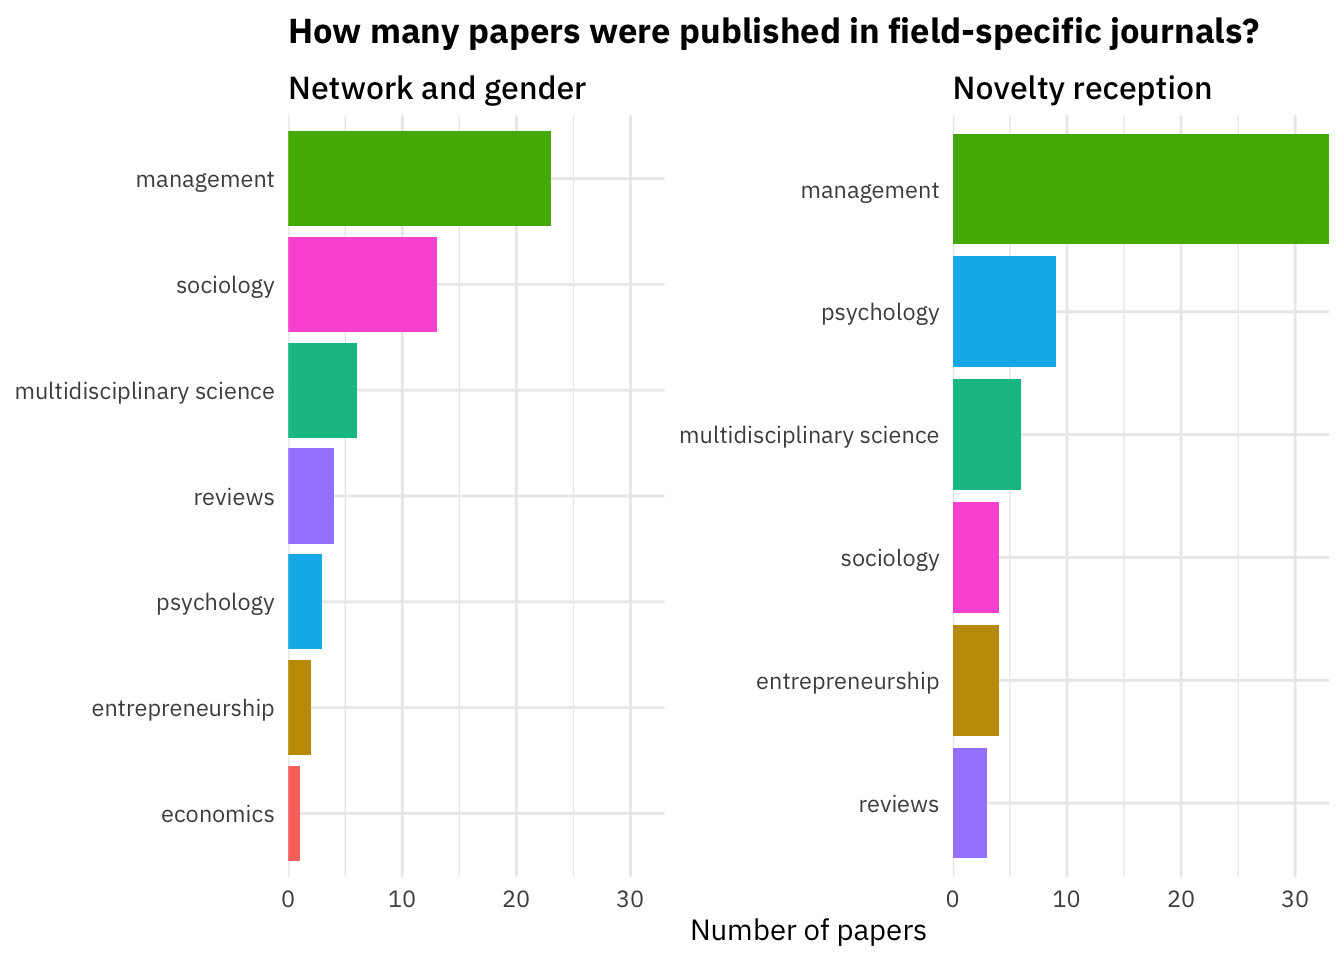 How many papers were published in field-specific journals?
Network and gender
management
sociology
multidisciplinary science
reviews
psychology
entrepreneurship
economics
0 10 20 30
Novelty reception
management
psychology
multidisciplinary science
sociology
entrepreneurship
reviews
0 10 20 30
Number of papers